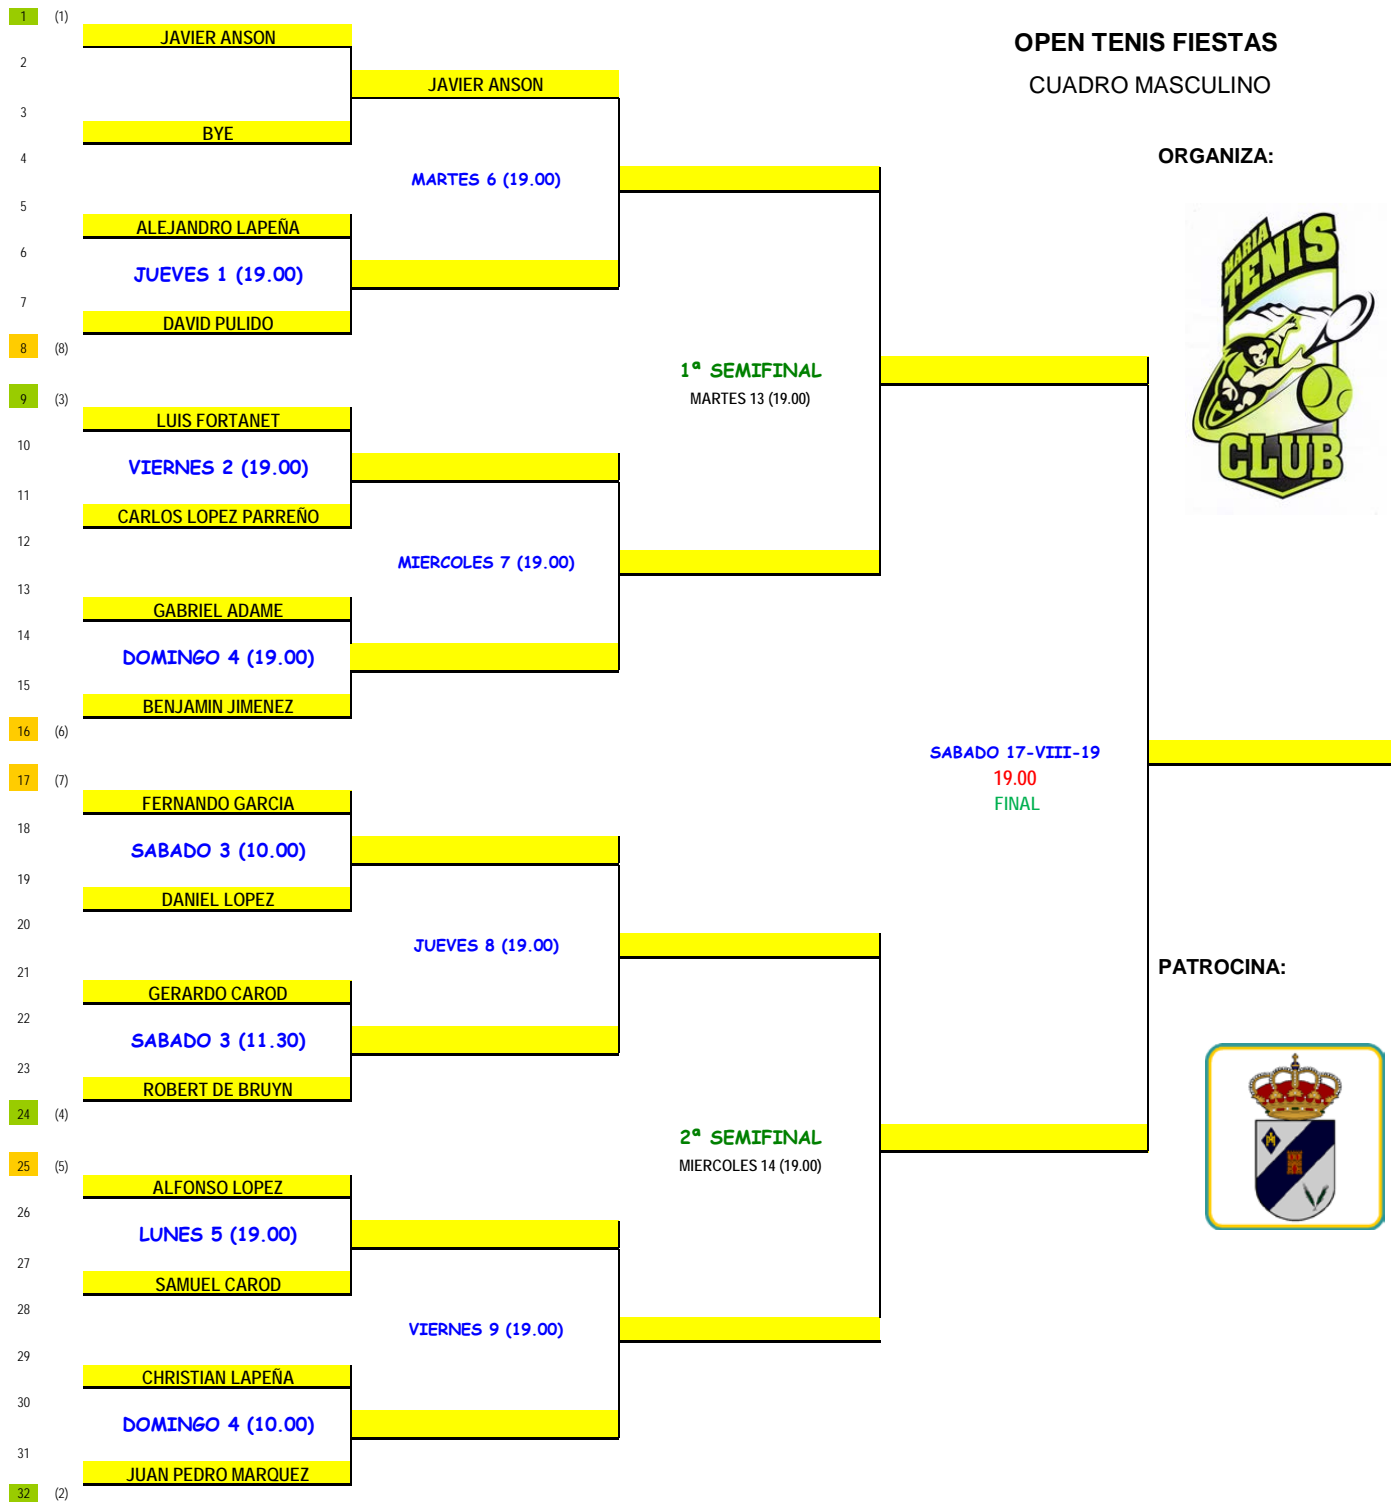 1 (1)
JAVIER ANSON
OPEN TENIS FIESTAS
2
JAVIER ANSON
CUADRO MASCULINO
3
BYE
4
ORGANIZA:
MARTES 6 (19.00)
5
ALEJANDRO LAPEÑA
6
JUEVES 1 (19.00)
7
DAVID PULIDO
8 (8)
MARIA
TENIS
CLUB
1ª SEMIFINAL
MARTES 13 (19.00)
9 (3)
LUIS FORTANET
10
VIERNES 2 (19.00)
11
CARLOS LOPEZ PARREÑO
12
MIERCOLES 7 (19.00)
13
GABRIEL ADAME
14
DOMINGO 4 (19.00)
15
BENJAMIN JIMENEZ
16 (6)
SABADO 17-VIII-19
19.00
FINAL
17 (7)
FERNANDO GARCIA
18
SABADO 3 (10.00)
19
DANIEL LOPEZ
20
JUEVES 8 (19.00)
21
PATROCINA:
GERARDO CAROD
22
SABADO 3 (11.30)
23
ROBERT DE BRUYN
24 (4)
2ª SEMIFINAL
MIERCOLES 14 (19.00)
25 (5)
ALFONSO LOPEZ
26
LUNES 5 (19.00)
27
SAMUEL CAROD
28
VIERNES 9 (19.00)
29
CHRISTIAN LAPEÑA
30
DOMINGO 4 (10.00)
31
JUAN PEDRO MARQUEZ
32 (2)